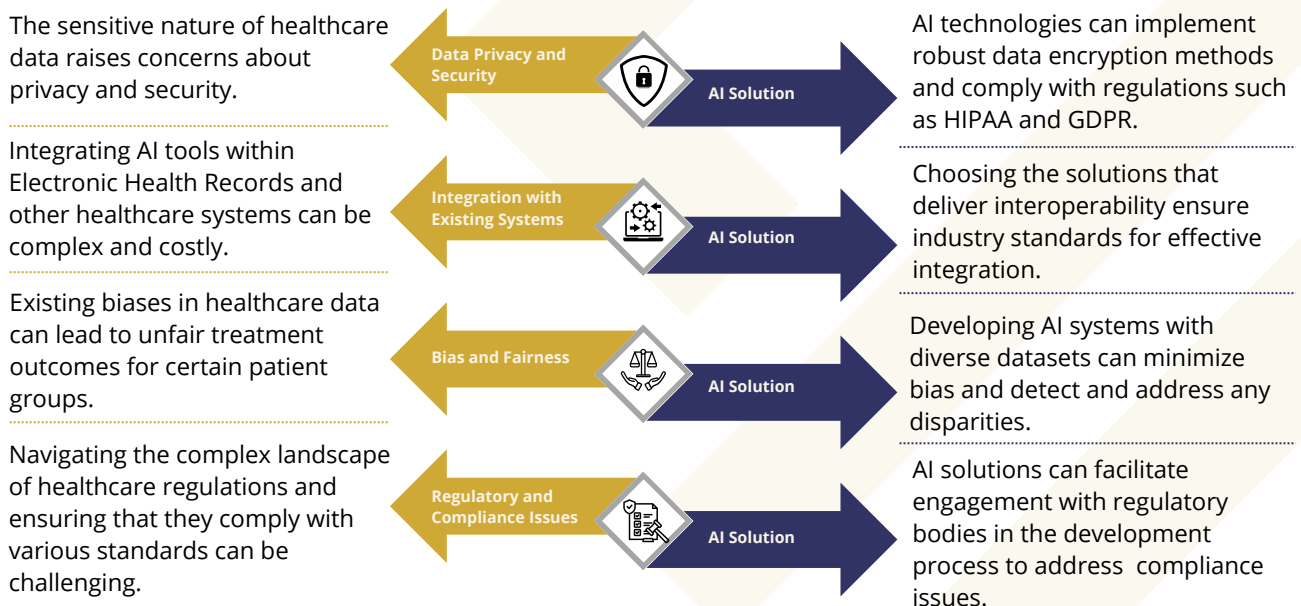 The sensitive nature of healthcare
data raises concerns about
privacy and security.
Data Privacy and
Security
AI Solution
AI technologies can implement
robust data encryption methods
and comply with regulations such
as HIPAA and GDPR.
Integrating AI tools within
Electronic Health Records and
other healthcare systems can be
complex and costly.
Integration with
Existing Systems
AI Solution
Choosing the solutions that
deliver interoperability ensure
industry standards for effective
integration.
Existing biases in healthcare data
can lead to unfair treatment
outcomes for certain patient
groups.
Bias and Fairness
AI Solution
Developing AI systems with
diverse datasets can minimize
bias and detect and address any
disparities.
Navigating the complex landscape
of healthcare regulations and
ensuring that they comply with
various standards can be
challenging.
Regulatory and
Compliance Issues
AI Solution
AI solutions can facilitate
engagement with regulatory
bodies in the development
process to address  compliance
issues.